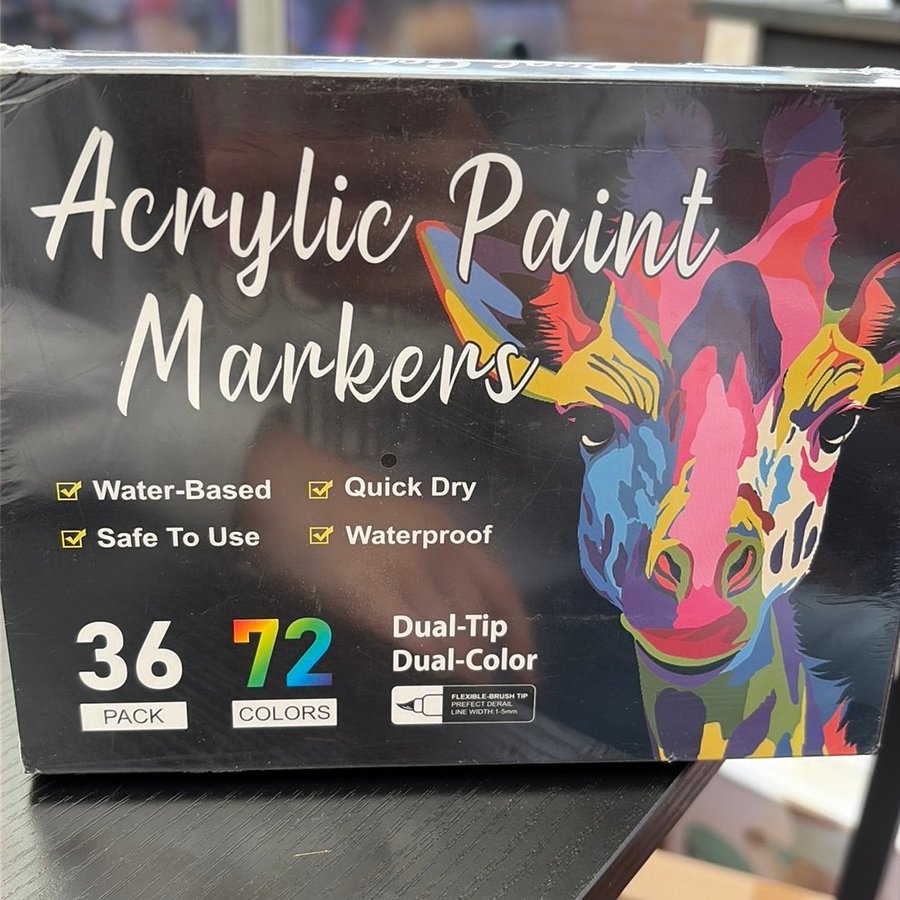 Acrylic Paint
Markers
Water-Based
Quick Dry
Safe To Use
Waterproof
36
PACK
72
COLORS
Dual-Tip
Dual-Color
FLEXIBLE-BRUSH TIP
PREFECT DERAIL
LINE WIDTH:1-5mm